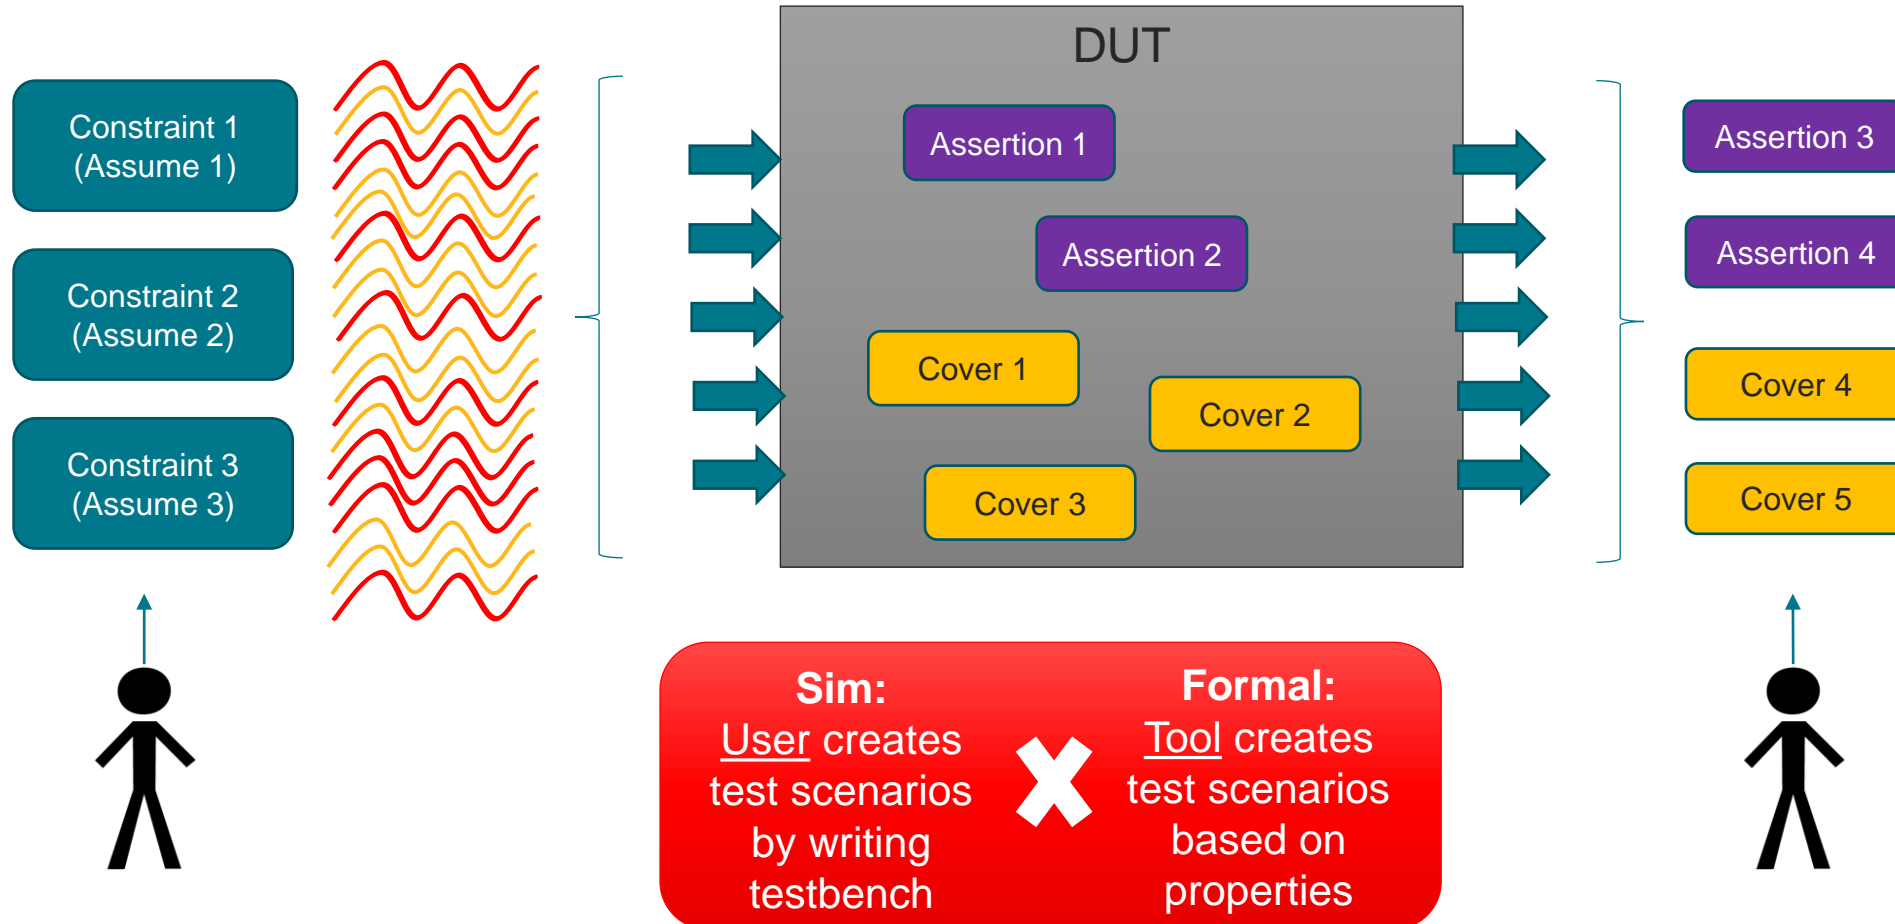 DUT
Constraint 1
(Assume 1)
Constraint 2
(Assume 2)
Constraint 3
(Assume 3)
Assertion 1
Assertion 2
Cover 1
Cover 2
Cover 3
Assertion 3
Assertion 4
Cover 4
Cover 5
Sim:
User creates
test scenarios
by writing
testbench
Formal:
Tool creates
test scenarios
based on
properties